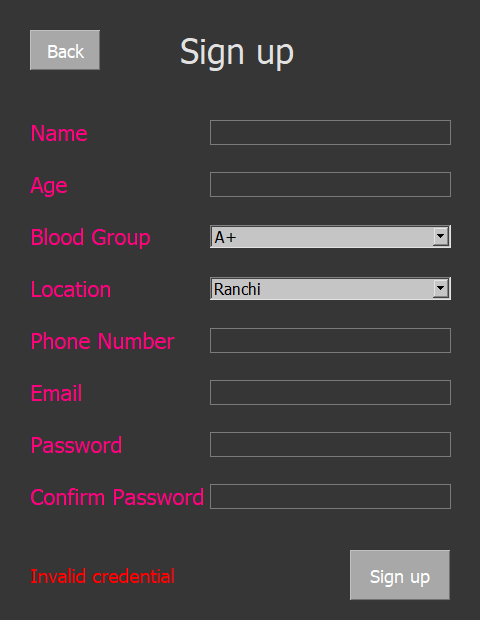 Back
Sign up
Name
Age
Blood Group A+
Location Ranchi
Phone Number
Email
Password
Confirm Password
Invalid credential
Sign up